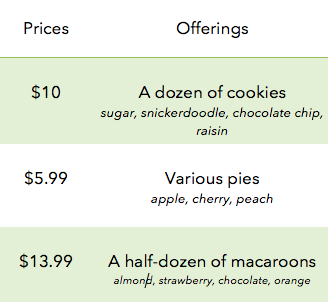 Prices Offerings
$10 A dozen of cookies
sugar, snickerdoodle, chocolate chip,
raisin
$5.99 Various pies
apple, cherry, peach
$13.99 A half-dozen of macaroons
almond, strawberry, chocolate, orange